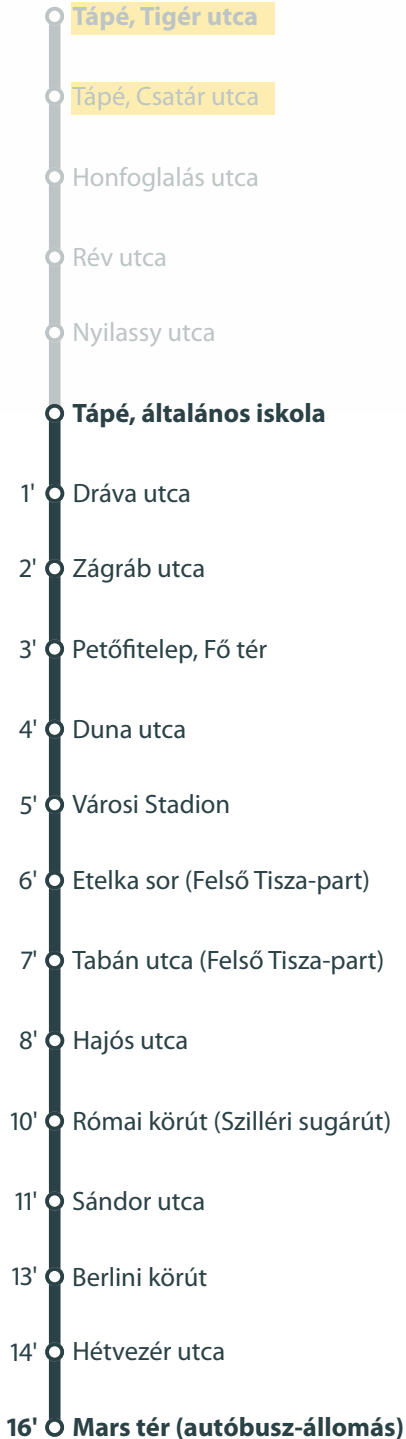 Tápé, Tigér utca
Tápé, Csatár utca
Honfoglalás utca
Rév utca
Nyilassy utca
Tápé, általános iskola
1' Dráva utca
2' Zágráb utca
3' Petőfitelep, Fő tér
4' Duna utca
5' Városi Stadion
6' Etelka sor (Felső Tisza-part)
7' Tabán utca (Felső Tisza-part)
8' Hajós utca
10' Római körút (Szilléri sugárút)
11' Sándor utca
13' Berlini körút
14' Hétvezér utca
16' Mars tér (autóbusz-állomás)